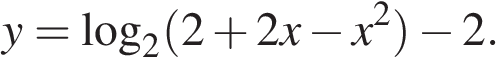 y = log₂(2 + 2x − x²) − 2.